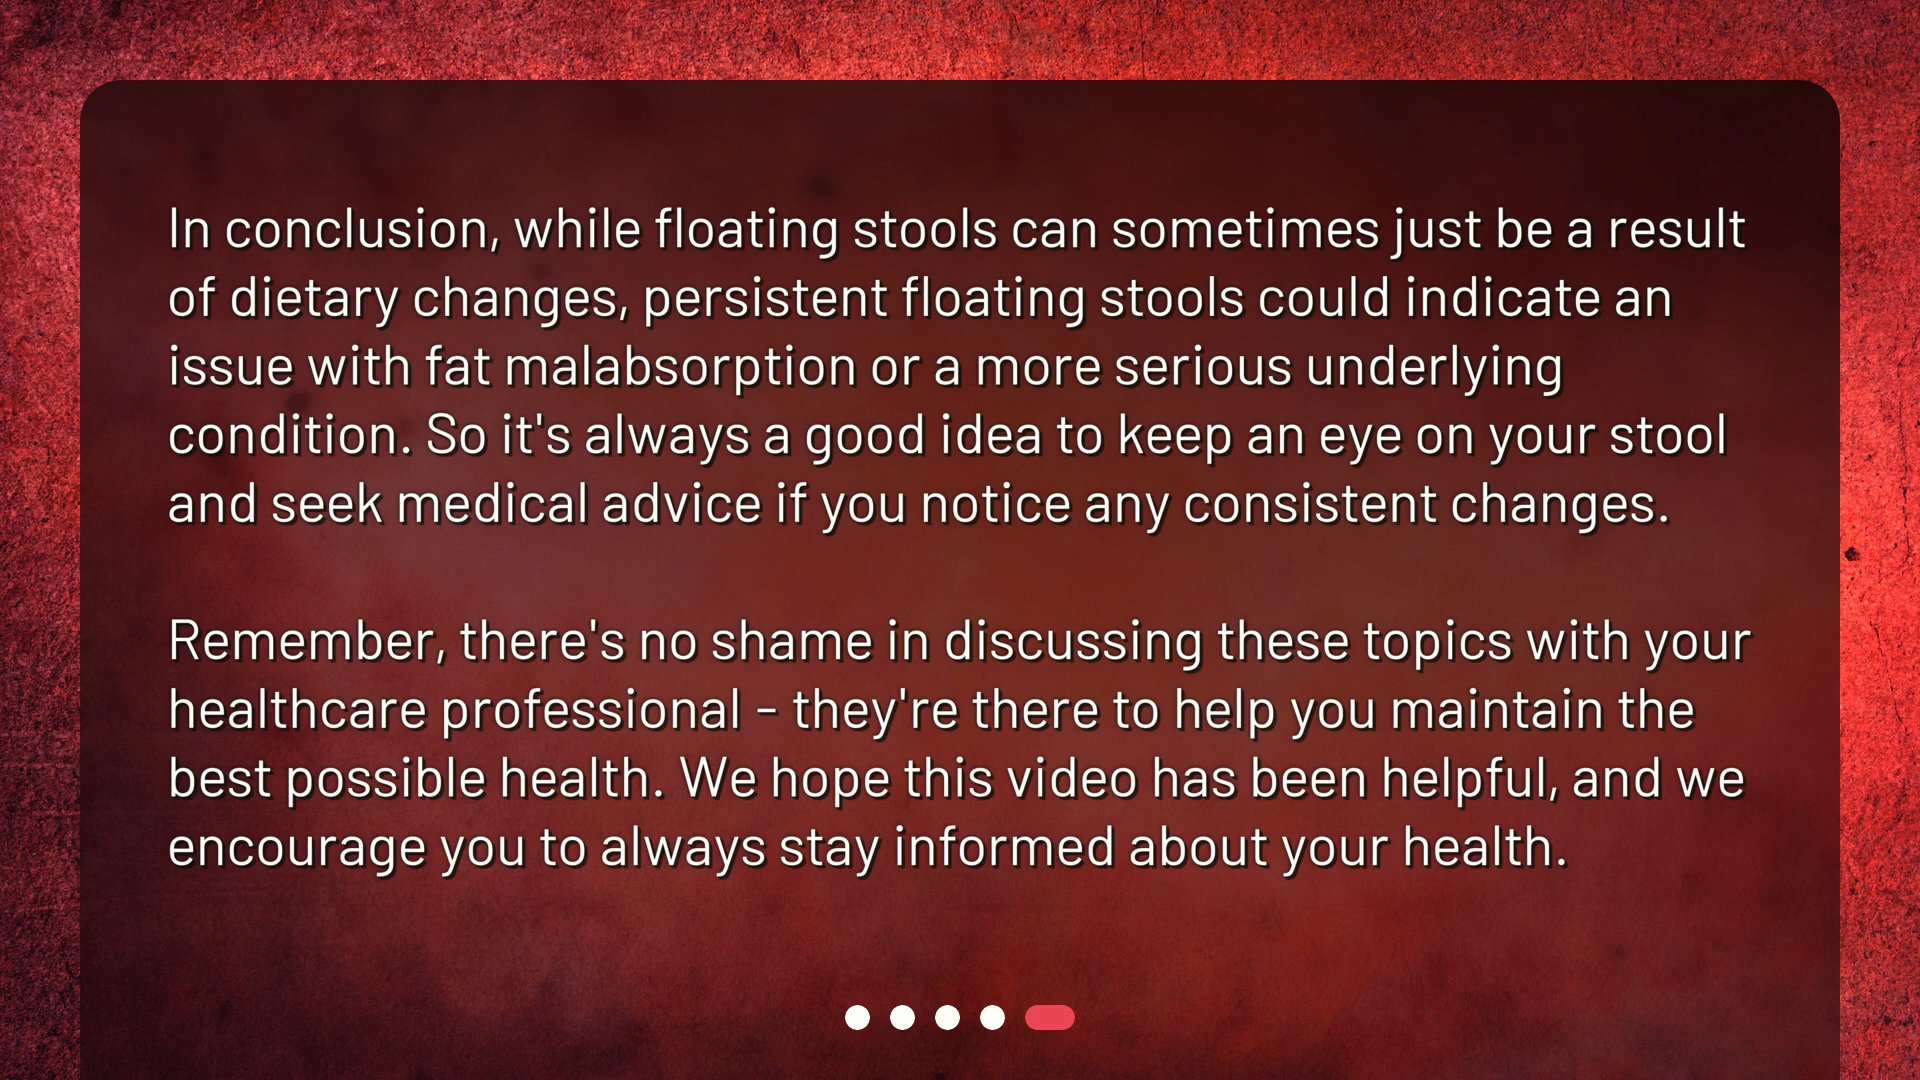 In conclusion, while floating stools can sometimes just be a result
of dietary changes, persistent floating stools could indicate an
issue with fat malabsorption or a more serious underlying
condition. So it's always a good idea to keep an eye on your stool
and seek medical advice if you notice any consistent changes.
Remember, there's no shame in discussing these topics with your
healthcare professional - they're there to help you maintain the
best possible health. We hope this video has been helpful, and we
encourage you to always stay informed about your health.